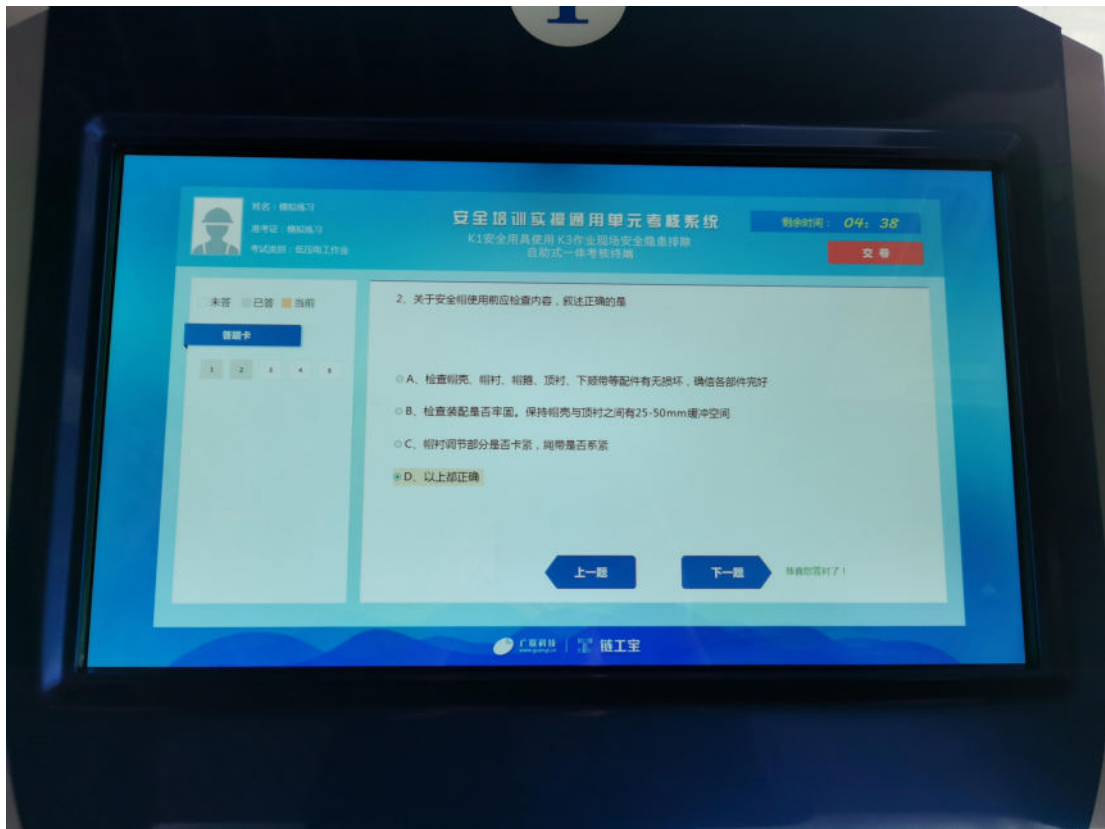 姓名：模拟练习
准考证：模拟练习
考试类别：低压电工作业
安全培训实操通用单元考核系统
K1安全用具使用 K3作业现场安全隐患排除
自助式一体考核终端
剩余时间： 04: 38
交卷
未答 已答 当前
答题卡
1 2 3 4 5
2、关于安全帽使用前应检查内容，叙述正确的是
A、检查帽壳、帽衬、帽箍、顶衬、下颏带等配件有无损坏，确信各部件完好
B、检查装配是否牢固。保持帽壳与顶衬之间有25-50mm缓冲空间
C、帽衬调节部分是否卡紧，绳带是否系紧
D、以上都正确
上一题
下一题
恭喜您答对了！
链工宝